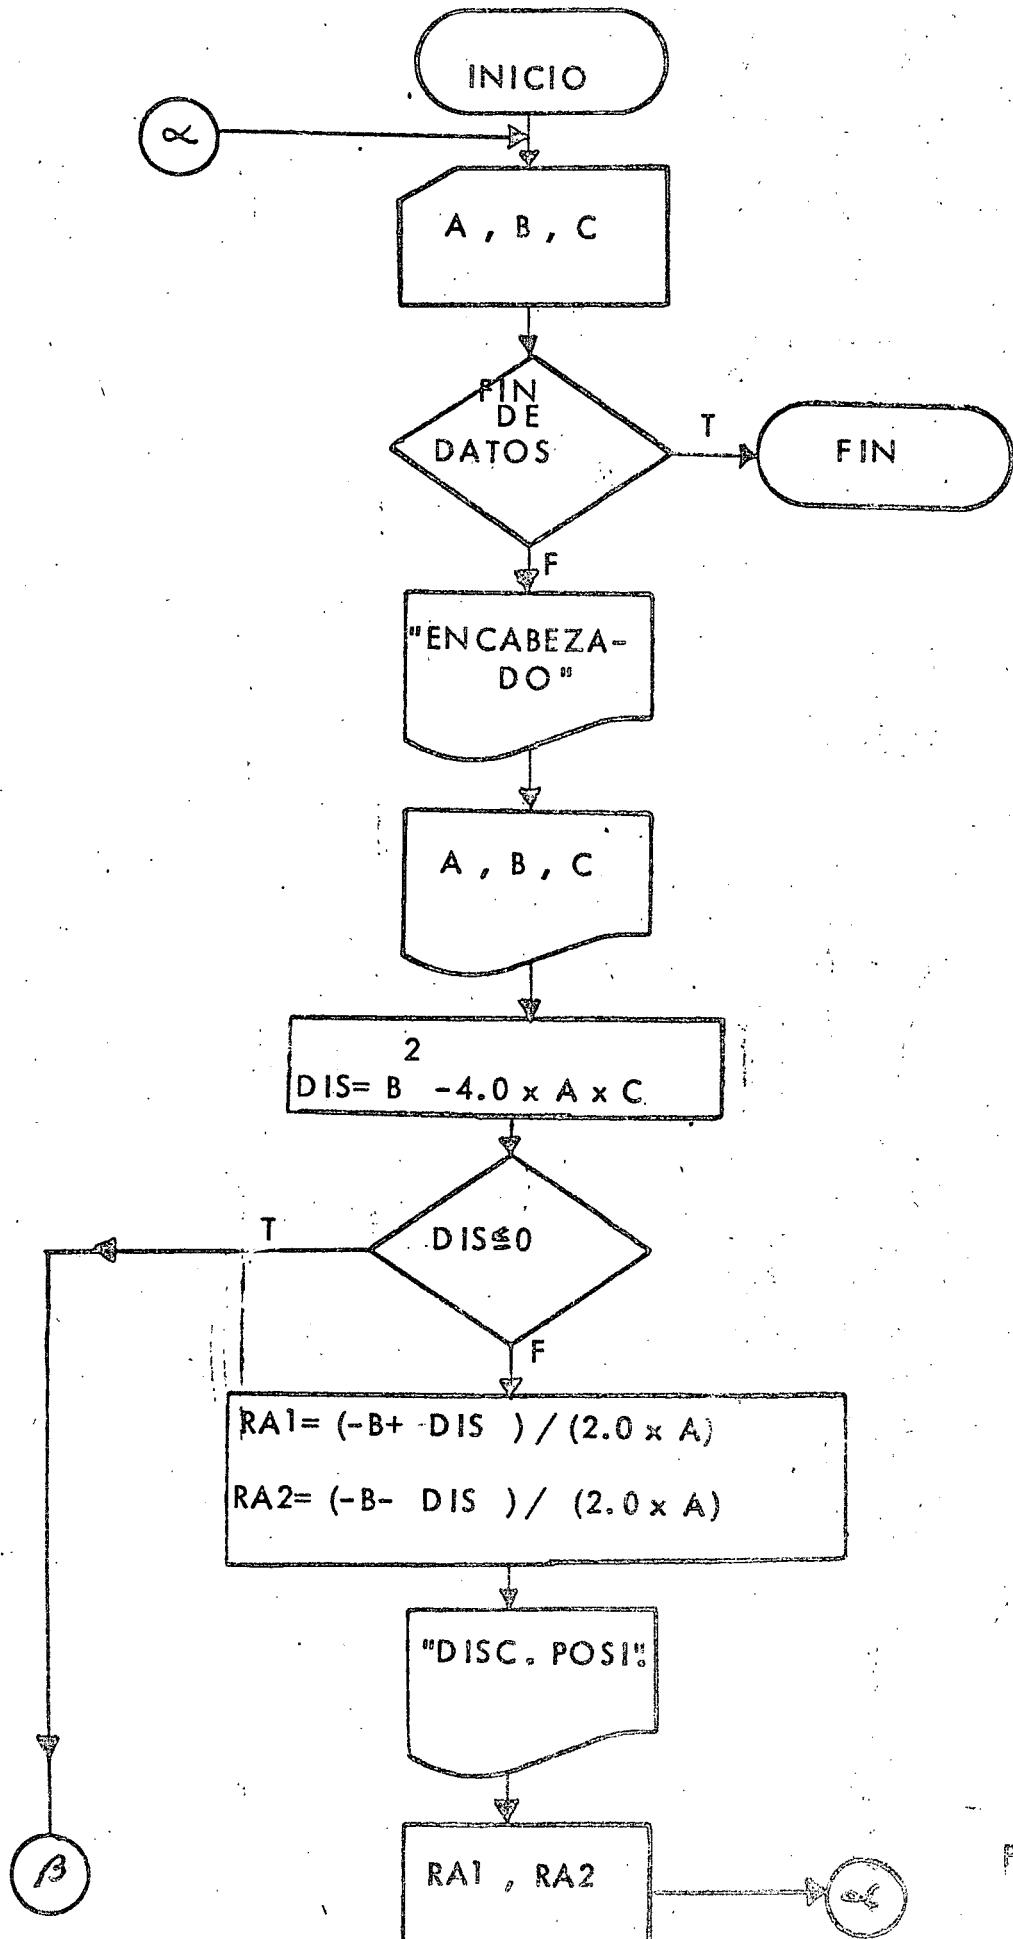 INICIO
α
A , B , C
FIN
DE
DATOS
T
FIN
F
"ENCABEZA-
DO"
A , B , C
2
DIS= B -4.0 x A x C
T
DIS≤0
F
RA1= (-B+ DIS ) / (2.0 x A)
RA2= (-B- DIS ) / (2.0 x A)
"DISC. POSI".
β
RA1 , RA2
α